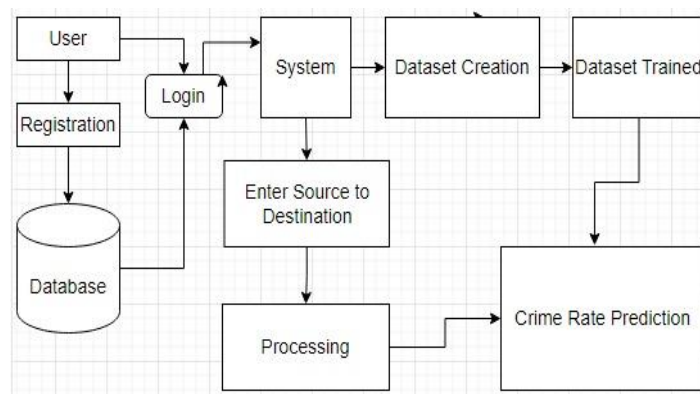 User
Login
System
Dataset Creation
Dataset Trained
Registration
Enter Source to
Destination
Database
Processing
Crime Rate Prediction